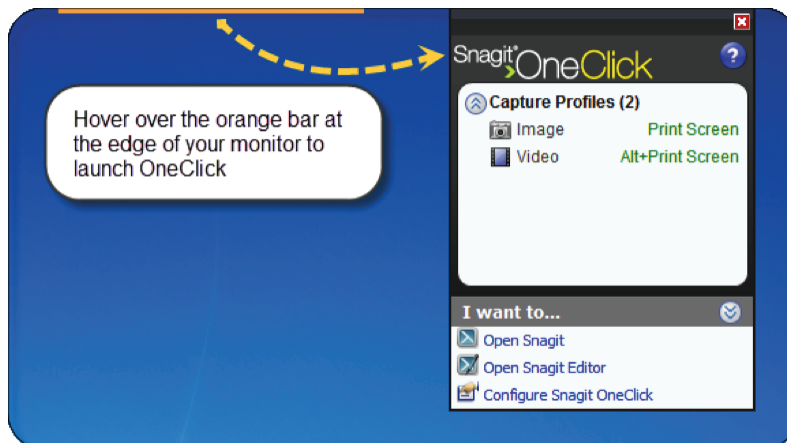 Snagit OneClick
?
Hover over the orange bar at
the edge of your monitor to
launch OneClick
Capture Profiles (2)
Image Print Screen
Video Alt+Print Screen
I want to...
Open Snagit
Open Snagit Editor
Configure Snagit OneClick